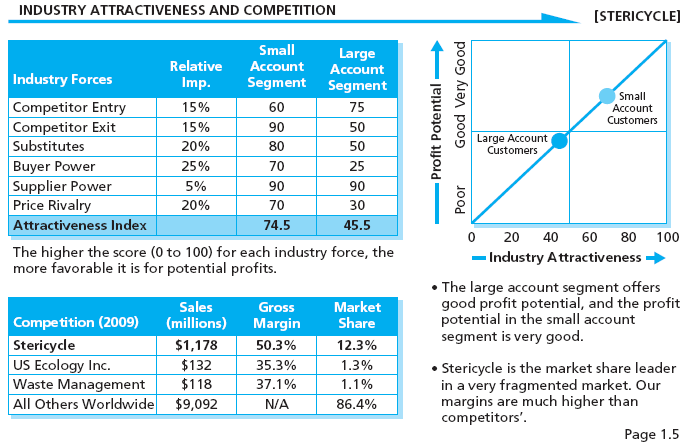 INDUSTRY ATTRACTIVENESS AND COMPETITION
[STERICYCLE]
Industry Forces Relative Imp. Small Account Segment Large Account Segment
Competitor Entry 15% 60 75
Competitor Exit 15% 90 50
Substitutes 20% 80 50
Buyer Power 25% 70 25
Supplier Power 5% 90 90
Price Rivalry 20% 70 30
Attractiveness Index 74.5 45.5
The higher the score (0 to 100) for each industry force, the
more favorable it is for potential profits.
Competition (2009) Sales (millions) Gross Margin Market Share
Stericycle $1,178 50.3% 12.3%
US Ecology Inc. $132 35.3% 1.3%
Waste Management $118 37.1% 1.1%
All Others Worldwide $9,092 N/A 86.4%
Profit Potential
Poor Good Very Good
Small
Account
Customers
Large Account
Customers
0 20 40 60 80 100
Industry Attractiveness
• The large account segment offers
good profit potential, and the profit
potential in the small account
segment is very good.
• Stericycle is the market share leader
in a very fragmented market. Our
margins are much higher than
competitors'.
Page 1.5